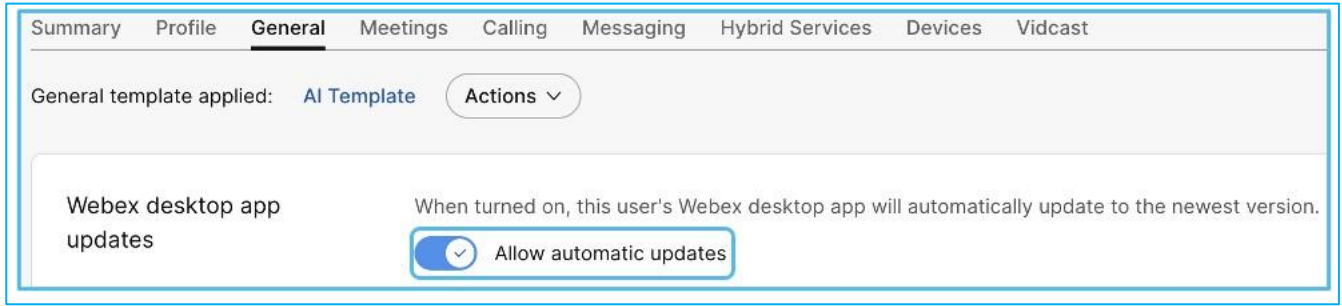 Summary Profile General Meetings Calling Messaging Hybrid Services Devices Vidcast
General template applied: AI Template Actions
Webex desktop app updates
When turned on, this user's Webex desktop app will automatically update to the newest version.
Allow automatic updates